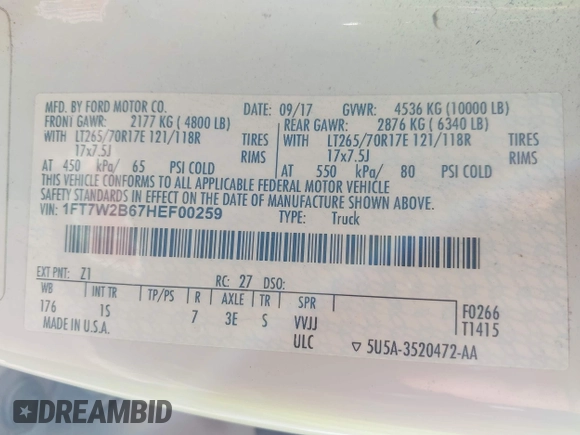 MFD. BY FORD MOTOR CO. DATE: 09/17 GVWR: 4536 KG (10000 LB)
FRONT GAWR: 2177 KG (4800 LB) REAR GAWR: 2876 KG (6340 LB)
WITH LT265/70R17E 121/118R TIRES WITH LT265/70R17E 121/118R TIRES
17x7.5J RIMS 17x7.5J RIMS
AT 450 kPa/ 65 PSI COLD AT 550 kPa/ 80 PSI COLD
THIS VEHICLE CONFORMS TO ALL APPLICABLE FEDERAL MOTOR VEHICLE
SAFETY STANDARDS IN EFFECT ON THE DATE OF MANUFACTURE SHOWN ABOVE.
VIN: 1FT7W2B67HEF00259 TYPE: Truck
EXT PNT: Z1 RC: 27 DSO:
WB INT TR TP/PS R AXLE TR SPR F0266
176 1S 7 3E S VVJJ T1415
MADE IN U.S.A. ULC ▽ 5U5A-3520472-AA
DREAMBID